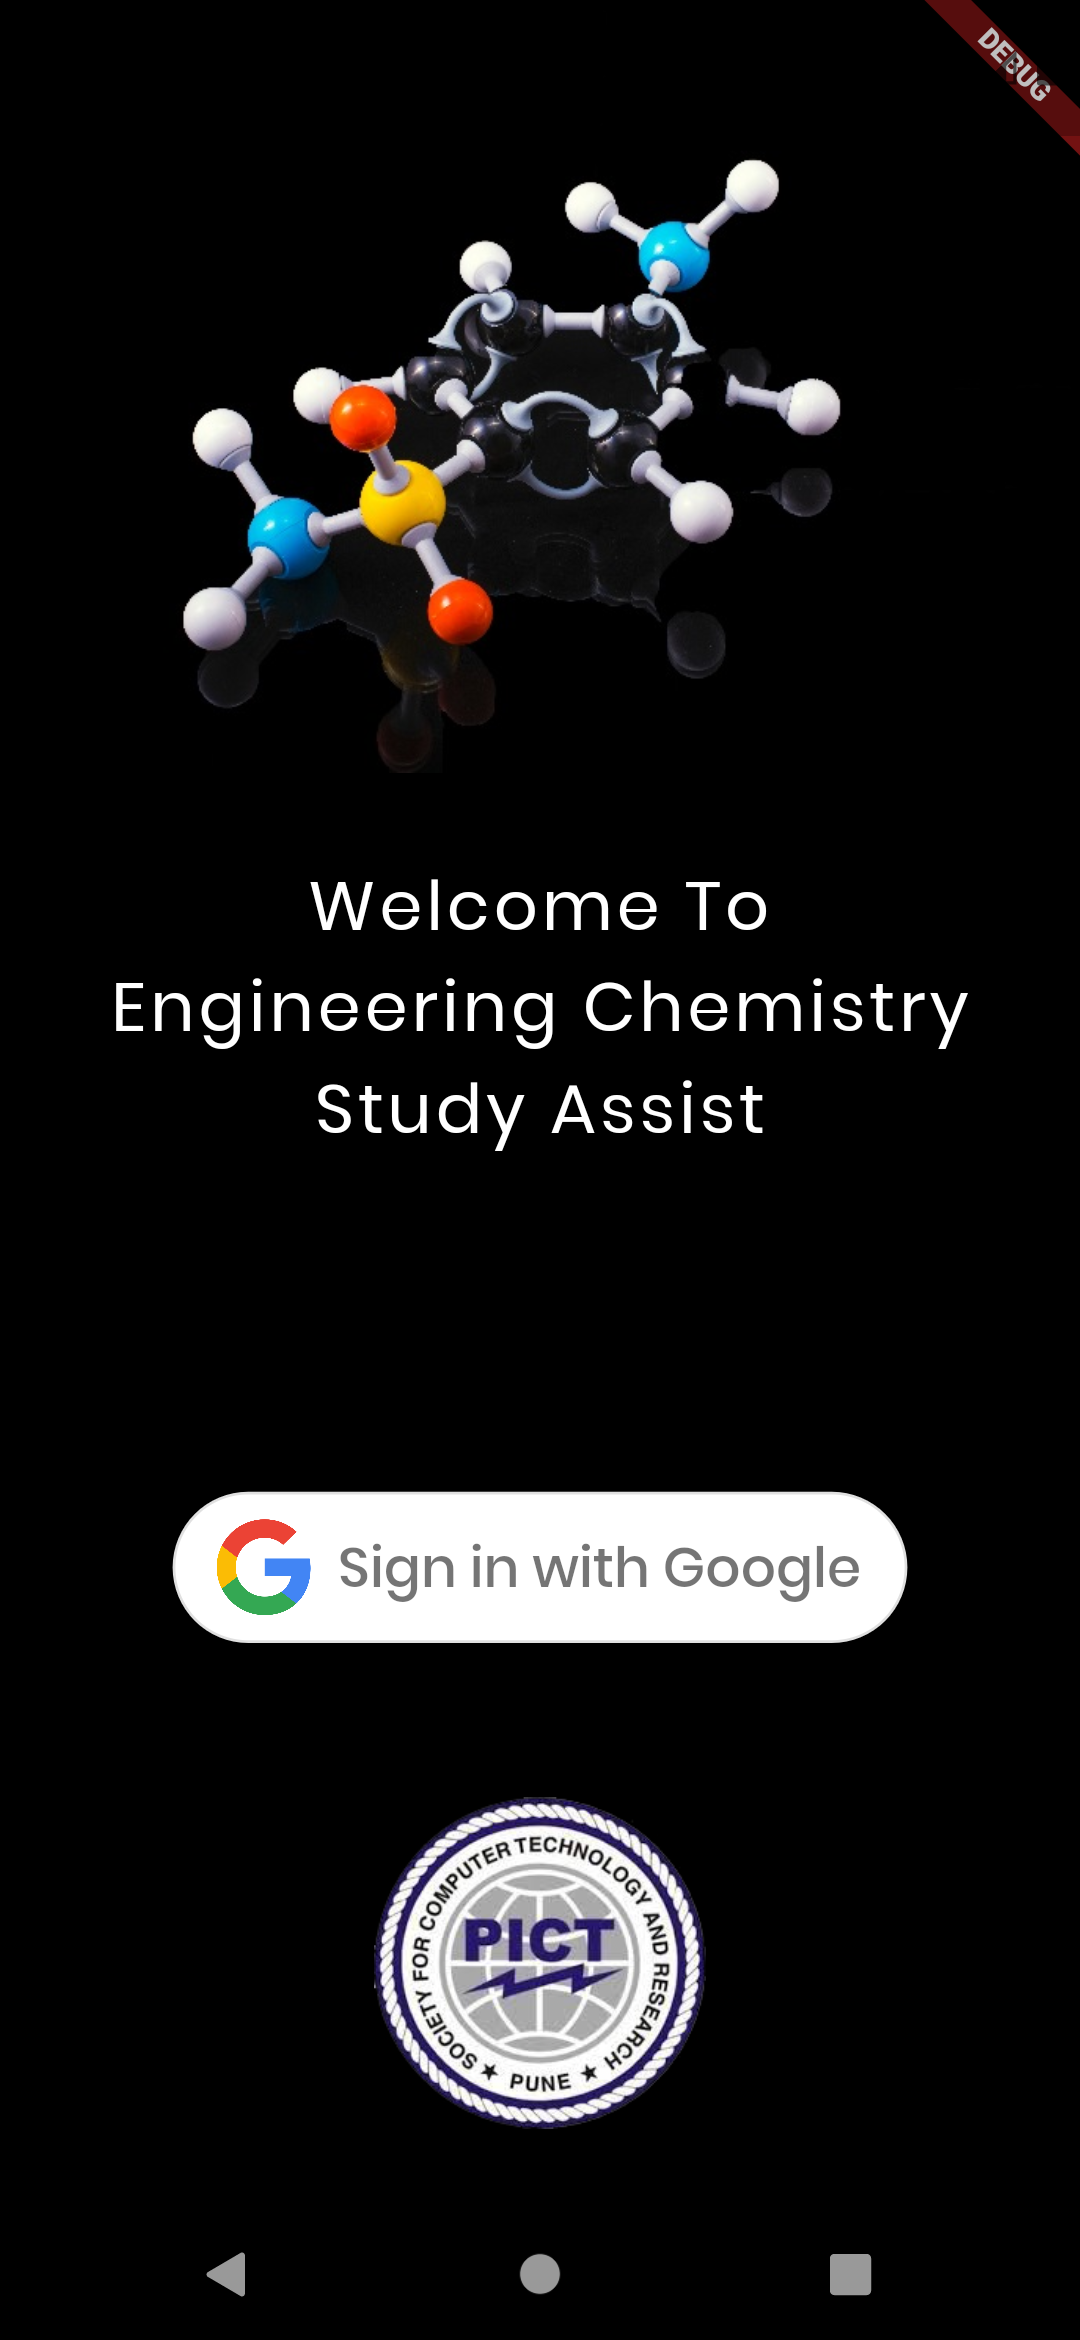 DEBUG
Welcome To
Engineering Chemistry
Study Assist
Sign in with Google
SOCIETY FOR COMPUTER TECHNOLOGY AND RESEARCH
PICT
★ PUNE ★